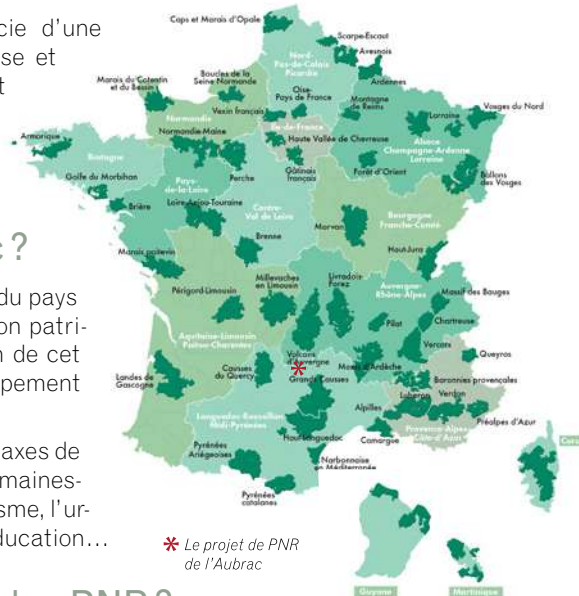 cie d'une
se et
t
c ?
du pays
on patri-
n de cet
ppement
axes de
maines-
sme, l'ur-
ducation…
Caps et Marais d'Opale
Scarpe-Escaut
Avesnois
Nord-
Pas-de-Calais
Picardie
Ardennes
Marais du Cotentin
et du Bessin
Boucles de la
Seine Normande
Oise-
Pays de France
Montagne
de Reims
Vexin français
Lorraine
Vosges du Nord
Normandie
Ile-de-France
Normandie-Maine
Haute Vallée de Chevreuse
Alsace
Champagne-Ardenne
Lorraine
Armorique
Bretagne
Perche
Gâtinais
français
Forêt d'Orient
Ballons
des Vosges
Golfe du Morbihan
Pays-
de-la-Loire
Brière
Loire-Anjou-Touraine
Centre-
Val de Loire
Bourgogne
Franche-Comté
Morvan
Brenne
Haut-Jura
Marais poitevin
Millevaches
en Limousin
Livradois-
Forez
Auvergne-
Rhône-Alpes
Massif des Bauges
Périgord-Limousin
Pilat
Chartreuse
Aquitaine-Limousin
Poitou-Charentes
Vercors
Volcans
d'Auvergne
Queyras
Landes de
Gascogne
Causses
du Quercy
Monts d'Ardèche
Grands Causses
Baronnies provençales
Luberon
Verdon
Alpilles
Languedoc-Roussillon
Midi-Pyrénées
Préalpes d'Azur
Haut-Languedoc
Camargue
Provence-Alpes
Côte-d'Azur
Pyrénées
Ariégeoises
Narbonnaise
en Méditerranée
Cors
Pyrénées
catalanes
* Le projet de PNR
de l'Aubrac
Guyane
Martinique
PNR ?